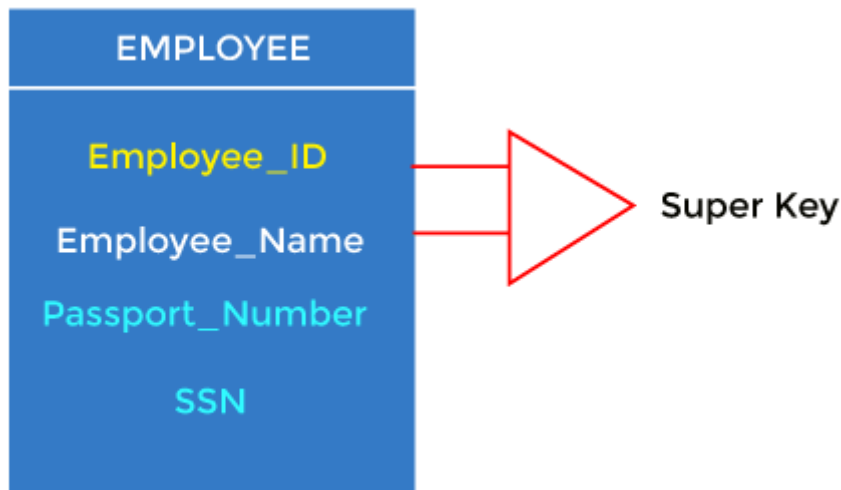 EMPLOYEE
Employee_ID
Employee_Name
Super Key
Passport_Number
SSN